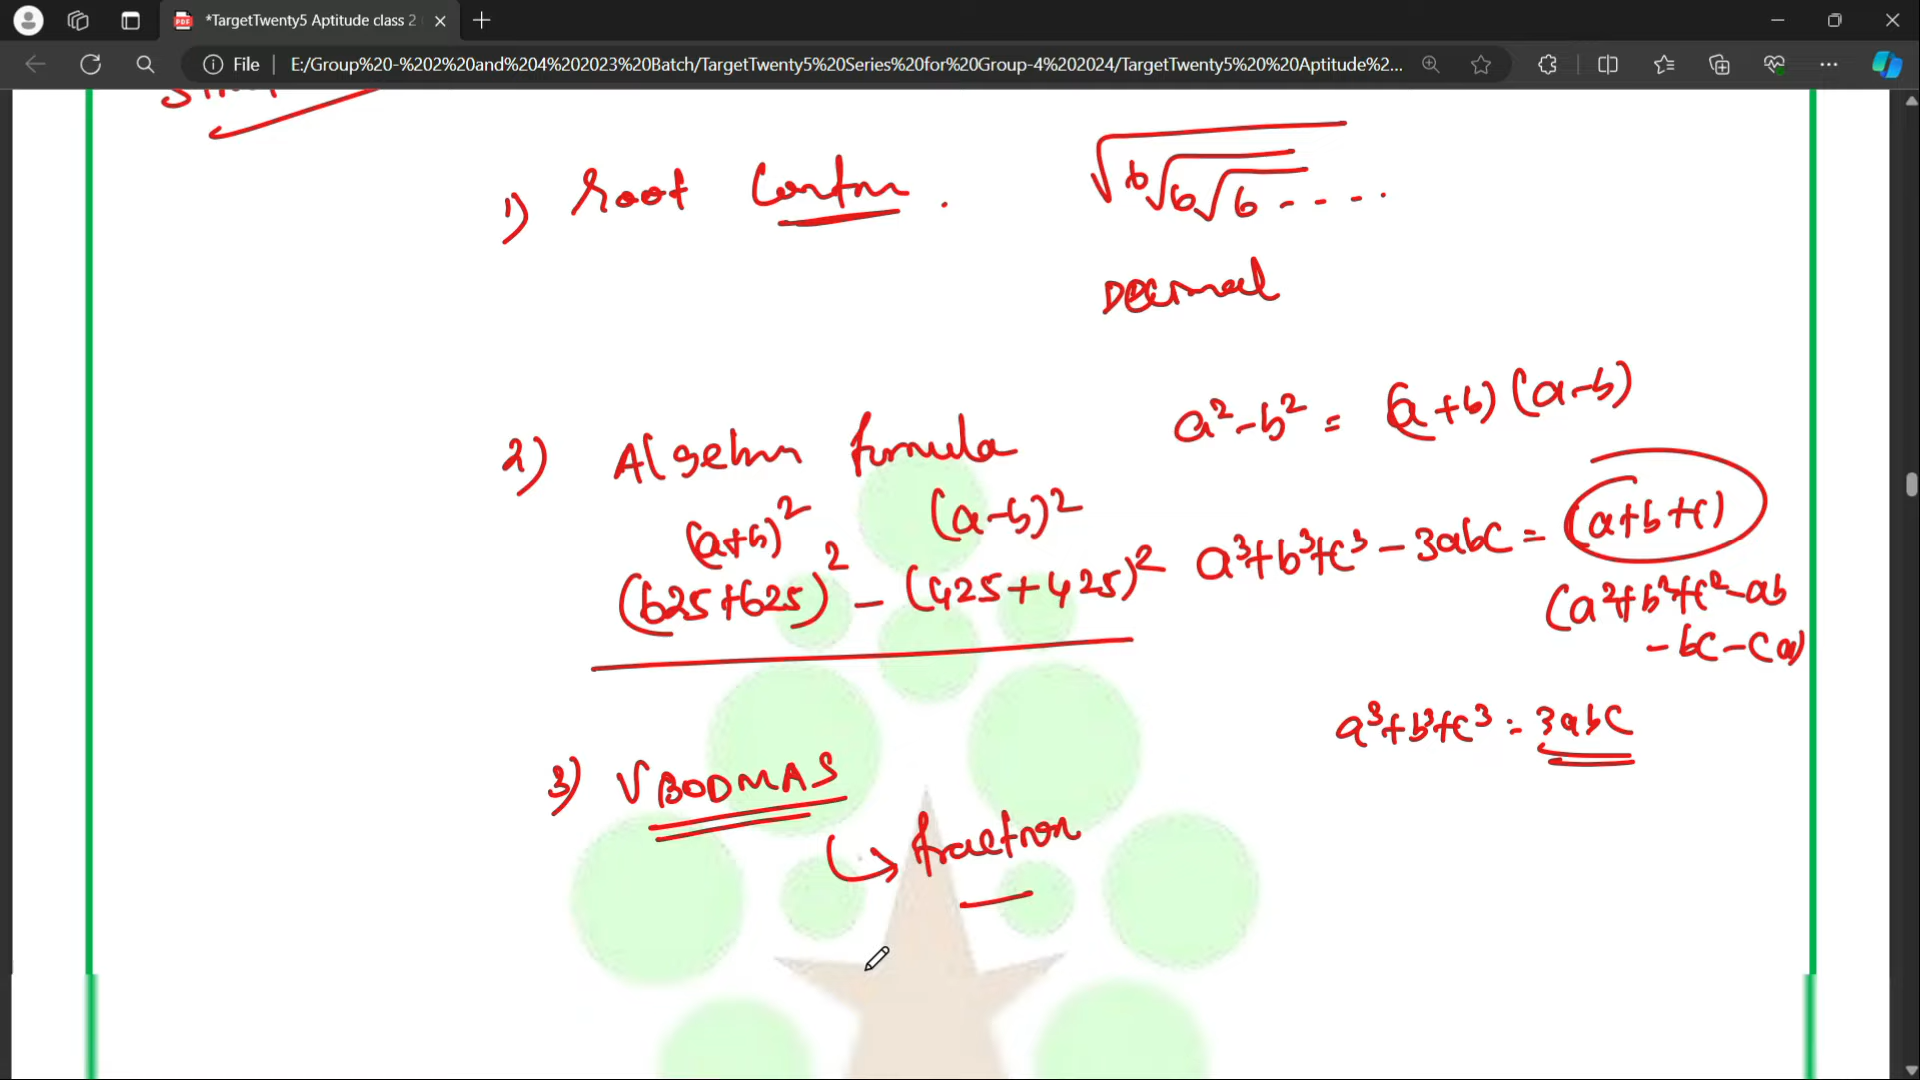 *TargetTwenty5 Aptitude class 2
File
E:/Group%20-%202%20and%204%202023%20Batch/TargetTwenty5%20Series%20for%20Group-4%202024/TargetTwenty5%20%20Aptitude%2...
1) Root
√6√6√6 - - - - .
Decimal
2) Algebra formula
a²-b² = (a+b)(a-b)
(a+b)² (a-b)²
(625+625)² - (425+425)²
a³+b³+c³ - 3abc = (a+b+c)
(a²+b²+c²-ab
-bc-ca)
a³+b³+c³ = 3abc
3) VBODMAS
fraction